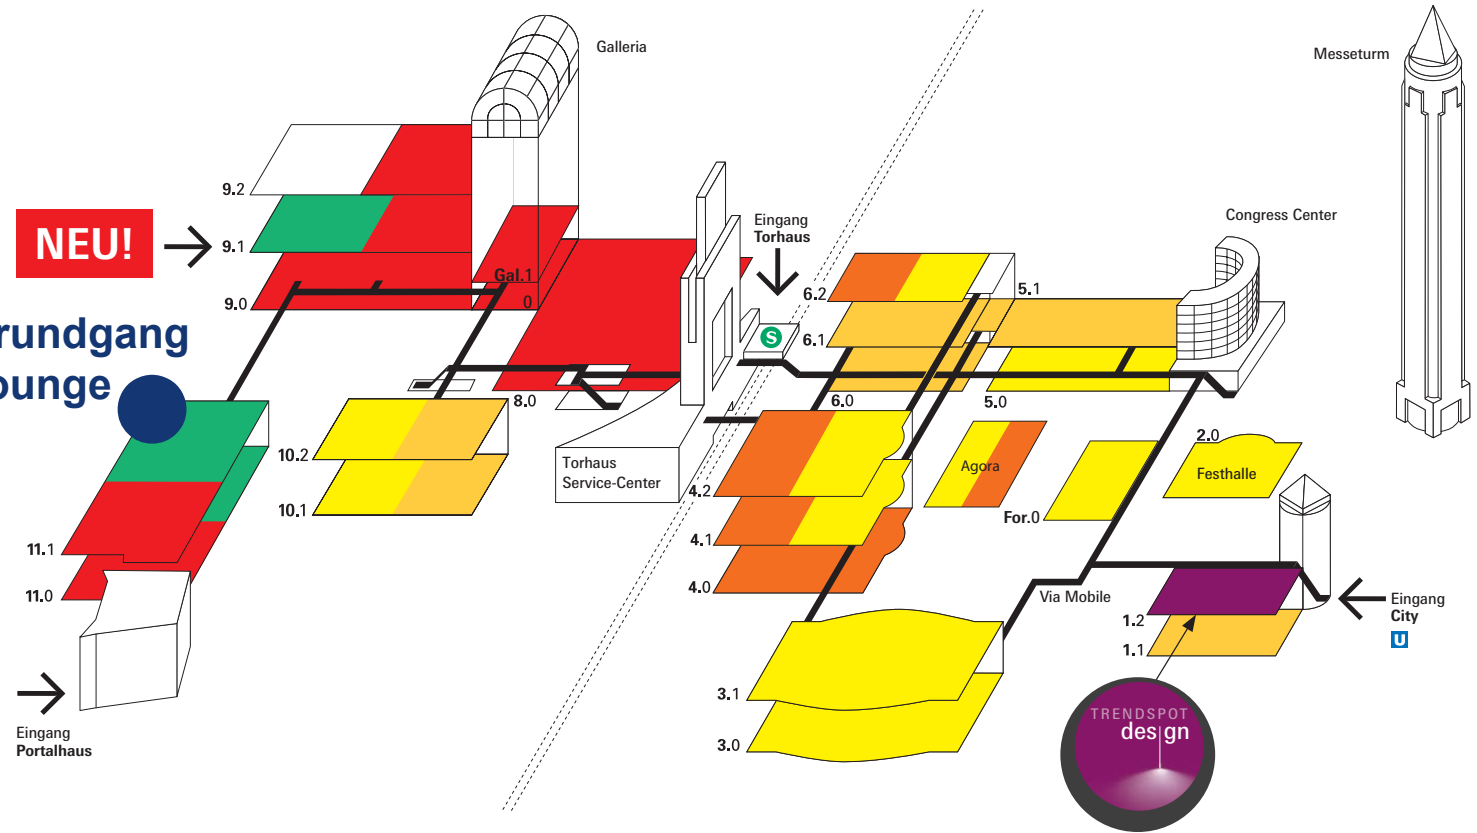 Galleria
Messeturm
9.2
NEU!
9.1
Eingang
Torhaus
Congress Center
Gal.1
0
9.0
6.2
5.1
6.1
S
rundgang
ounge
8.0
6.0
5.0
10.2
10.1
Torhaus
Service-Center
4.2
4.1
4.0
Agora
2.0
Festhalle
For.0
11.1
11.0
Via Mobile
1.2
1.1
Eingang
City
U
Eingang
Portalhaus
3.1
3.0
TRENDSPOT
design